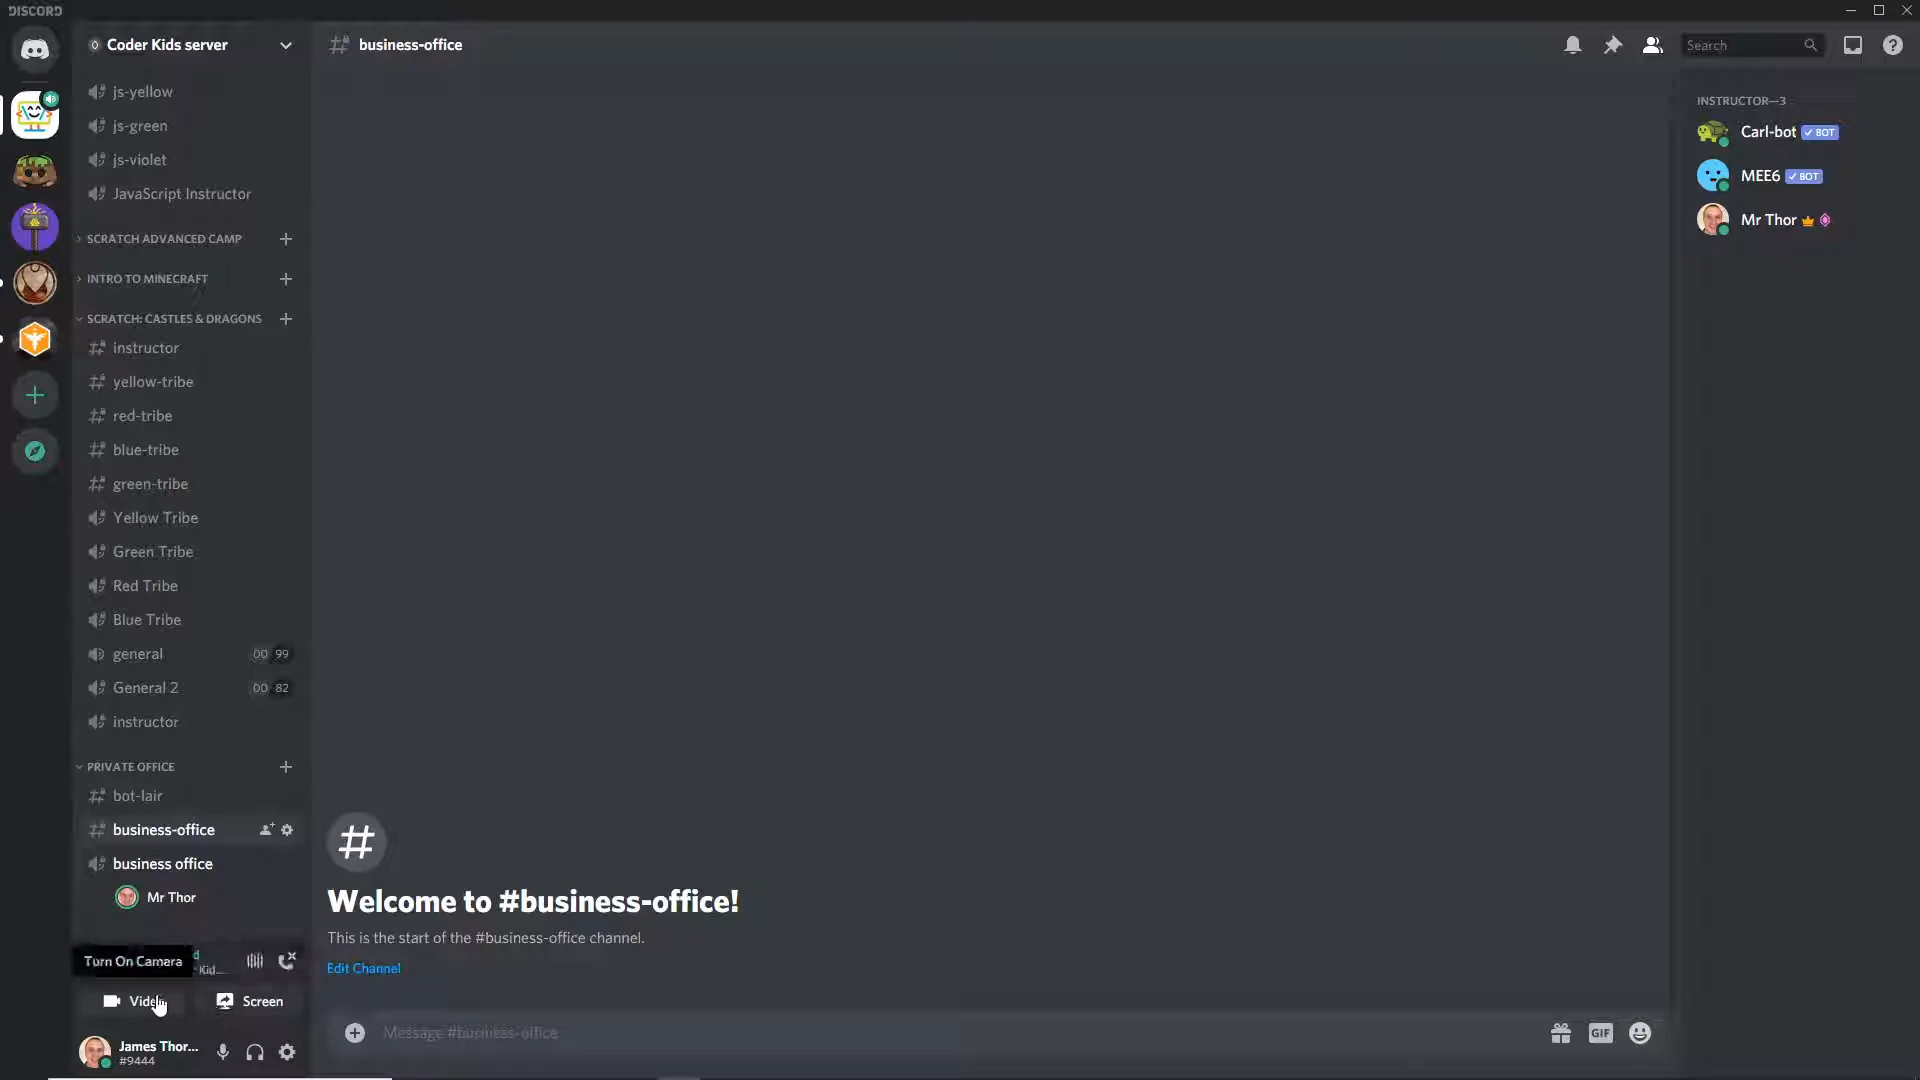 DISCORD
Coder Kids server
business-office
Search
js-yellow
js-green
js-violet
JavaScript Instructor
SCRATCH ADVANCED CAMP
INTRO TO MINECRAFT
SCRATCH: CASTLES & DRAGONS
instructor
yellow-tribe
red-tribe
blue-tribe
green-tribe
Yellow Tribe
Green Tribe
Red Tribe
Blue Tribe
general 00 99
General 2 00 82
instructor
PRIVATE OFFICE
bot-lair
business-office
business office
Mr Thor
Turn On Camara
Kid...
Screen
James Thor...
#9444
Welcome to #business-office!
This is the start of the #business-office channel.
Edit Channel
Message #business-office
GIF
INSTRUCTOR—3
Carl-bot BOT
MEE6 BOT
Mr Thor